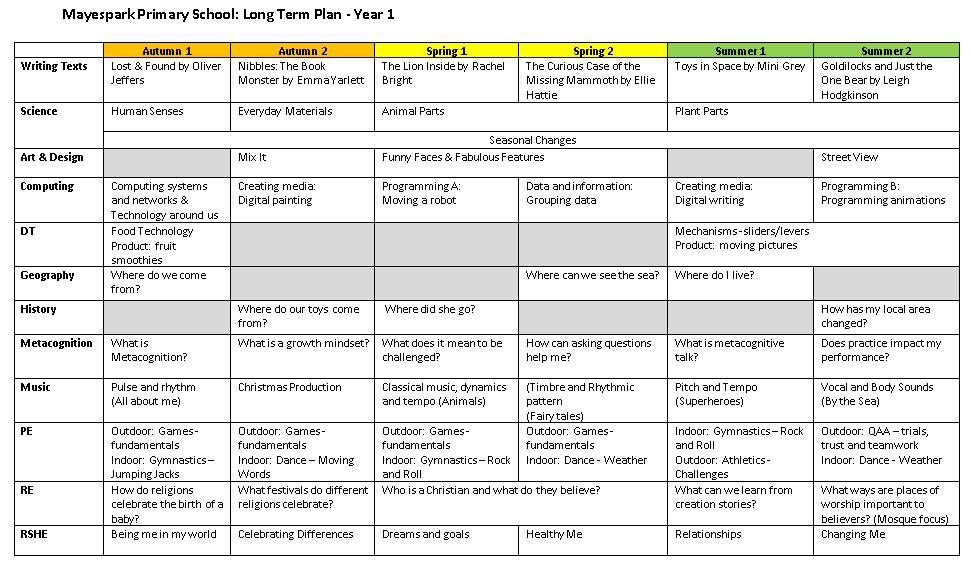 Mayespark Primary School: Long Term Plan - Year 1
Autumn 1 Autumn 2 Spring 1 Spring 2 Summer 1 Summer 2
Writing Texts
Lost & Found by Oliver
Jeffers
Nibbles: The Book
Monster by Emma Yarlett
The Lion Inside by Rachel
Bright
The Curious Case of the
Missing Mammoth by Ellie
Hattie
Toys in Space by Mini Grey
Goldilocks and Just the
One Bear by Leigh
Hodgkinson
Science
Human Senses
Everyday Materials
Animal Parts
Plant Parts
Seasonal Changes
Art & Design
Mix It
Funny Faces & Fabulous Features
Street View
Computing
Computing systems
and networks &
Technology around us
Creating media:
Digital painting
Programming A:
Moving a robot
Data and information:
Grouping data
Creating media:
Digital writing
Programming B:
Programming animations
DT
Food Technology
Product: fruit
smoothies
Mechanisms-sliders/levers
Product: moving pictures
Geography
Where do we come
from?
Where can we see the sea?
Where do I live?
History
Where do our toys come
from?
Where did she go?
How has my local area
changed?
Metacognition
What is
Metacognition?
What is a growth mindset?
What does it mean to be
challenged?
How can asking questions
help me?
What is metacognitive
talk?
Does practice impact my
performance?
Music
Pulse and rhythm
(All about me)
Christmas Production
Classical music, dynamics
and tempo (Animals)
(Timbre and Rhythmic
pattern
(Fairy tales)
Pitch and Tempo
(Superheroes)
Vocal and Body Sounds
(By the Sea)
PE
Outdoor: Games-
fundamentals
Indoor: Gymnastics –
Jumping Jacks
Outdoor: Games-
fundamentals
Indoor: Dance – Moving
Words
Outdoor: Games-
fundamentals
Indoor: Gymnastics – Rock
and Roll
Outdoor: Games-
fundamentals
Indoor: Dance - Weather
Indoor: Gymnastics – Rock
and Roll
Outdoor: Athletics-
Challenges
Outdoor: QAA – trials,
trust and teamwork
Indoor: Dance - Weather
RE
How do religions
celebrate the birth of a
baby?
What festivals do different
religions celebrate?
Who is a Christian and what do they believe?
What can we learn from
creation stories?
What ways are places of
worship important to
believers? (Mosque focus)
RSHE
Being me in my world
Celebrating Differences
Dreams and goals
Healthy Me
Relationships
Changing Me